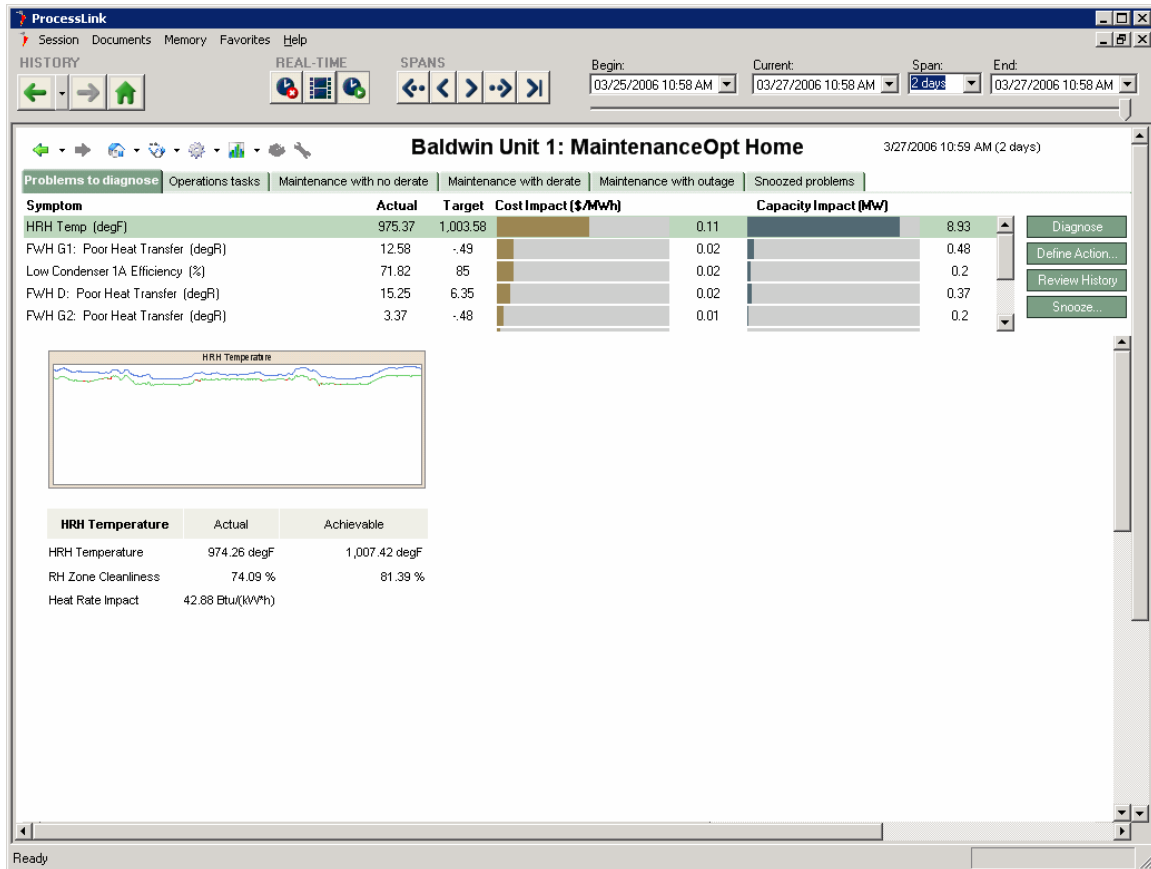 ProcessLink
Session Documents Memory Favorites Help
HISTORY REAL-TIME SPANS
Begin: Current: Span: End:
03/25/2006 10:58 AM 03/27/2006 10:58 AM 2 days 03/27/2006 10:58 AM
Baldwin Unit 1: MaintenanceOpt Home 3/27/2006 10:59 AM (2 days)
Problems to diagnose Operations tasks Maintenance with no derate Maintenance with derate Maintenance with outage Snoozed problems
Symptom Actual Target Cost Impact ($/MWh) Capacity Impact (MW)
HRH Temp (degF) 975.37 1,003.58 0.11 8.93 Diagnose
FWH G1: Poor Heat Transfer (degR) 12.58 -.49 0.02 0.48 Define Action...
Low Condenser 1A Efficiency (%) 71.82 85 0.02 0.2 Review History
FWH D: Poor Heat Transfer (degR) 15.25 6.35 0.02 0.37 Snooze...
FWH G2: Poor Heat Transfer (degR) 3.37 -.48 0.01 0.2
HRH Temperature
HRH Temperature Actual Achievable
HRH Temperature 974.26 degF 1,007.42 degF
RH Zone Cleanliness 74.09 % 81.39 %
Heat Rate Impact 42.88 Btu/(kW*h)
Ready